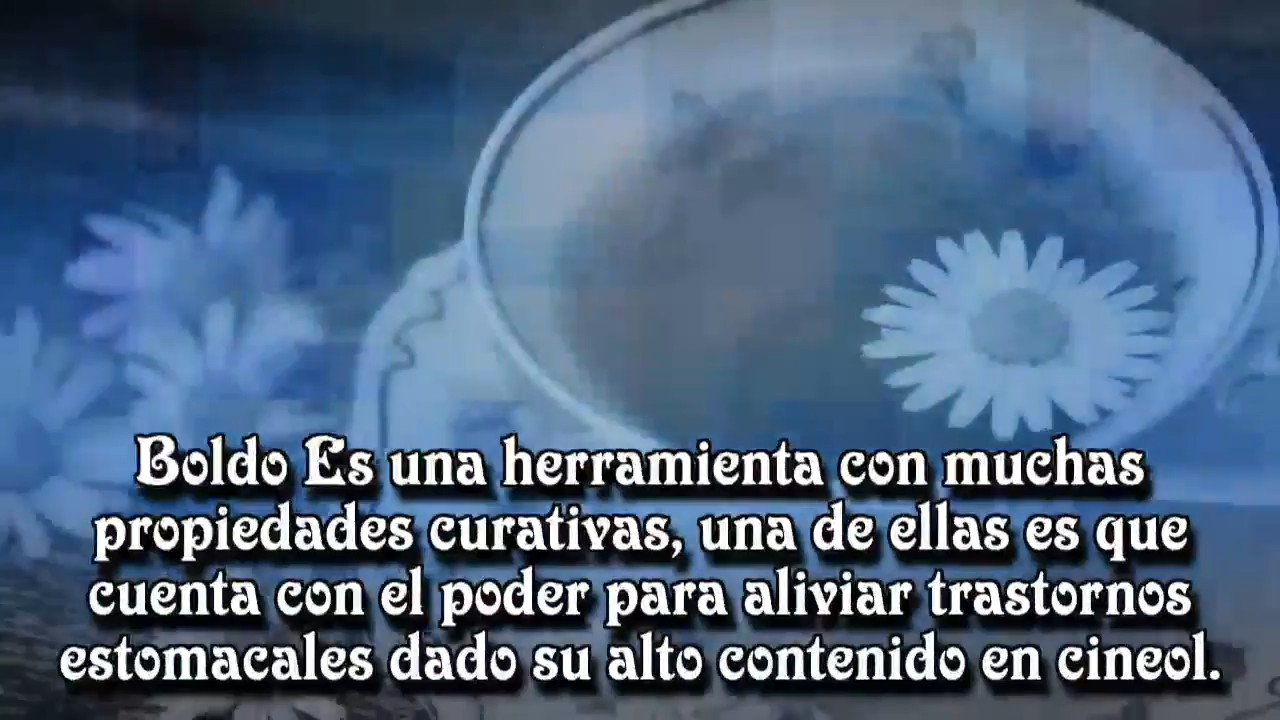 Boldo Es una herramienta con muchas
propiedades curativas, una de ellas es que
cuenta con el poder para aliviar trastornos
estomacales dado su alto contenido en cineol.